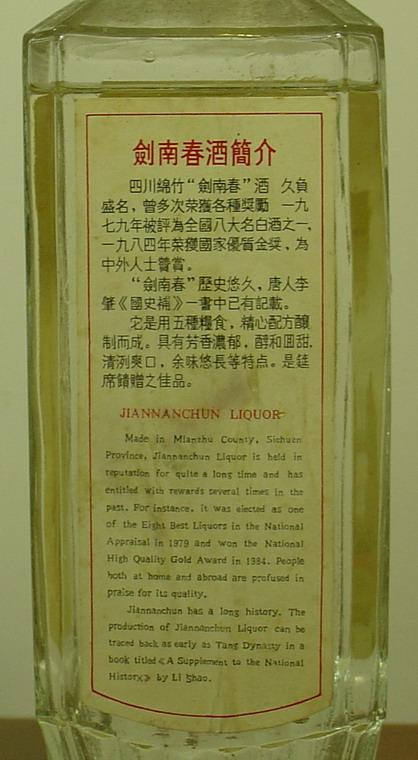 劍南春酒簡介
四川綿竹“劍南春”酒 久負
盛名，曾多次荣獲各種獎勵 一九
七九年被評為全國八大名白酒之一，
一九八四年荣獲國家優質金奖，為
中外人士贊賞。
“劍南春”歷史悠久，唐人李
肇《國史補》一書中已有記載。
它是用五種糧食，精心配方釀
制而成。具有芳香濃郁，醇和回甜，
清洌爽口，余味悠長等特点。是筵
席饋贈之佳品。
JIANNANCHUN LIQUOR
Made in Mianzhu County, Sichuan
Province, Jiannanchun Liquor is held in
reputation for quite a long time and has
entitled with rewards several times in the
past. For instance, it was elected as one
of the Eight Best Liquors in the National
Appraisal in 1979 and won the National
High Quality Gold Award in 1984. People
both at home and abroad are profused in
praise for its quality.
Jiannanchun has a long history. The
production of Jiannanchun Liquor can be
traced back as early as Tang Dynasty in a
book titled《A Supplement to the National
History》 by Li Shao.